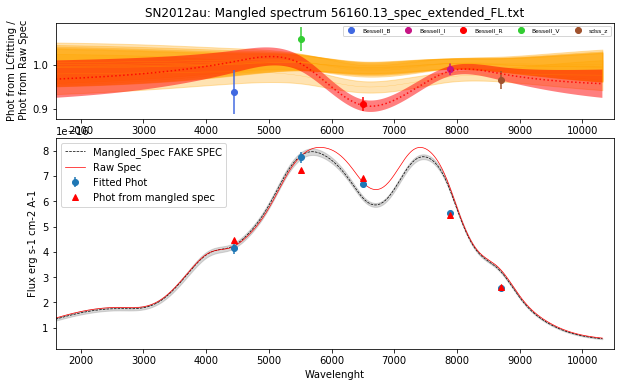 SN2012au: Mangled spectrum 56160.13_spec_extended_FL.txt
Phot from LCfitting /
Phot from Raw Spec
1.0
0.9
Bessell_B
Bessell_I
Bessell_R
Bessell_V
sdss_z
2000 3000 4000 5000 6000 7000 8000 9000 10000
1e−16
Flux erg s-1 cm-2 A-1
8
7
6
5
4
3
2
1
Mangled_Spec FAKE SPEC
Raw Spec
Fitted Phot
Phot from mangled spec
2000 3000 4000 5000 6000 7000 8000 9000 10000
Wavelenght